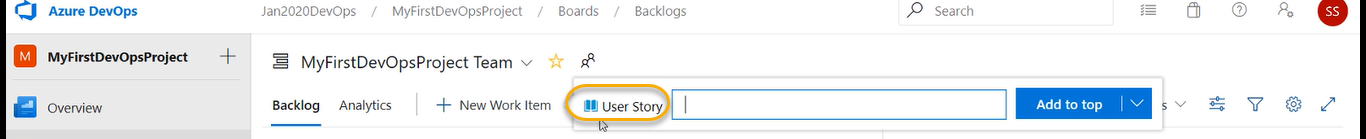 Azure DevOps Jan2020DevOps / MyFirstDevOpsProject / Boards / Backlogs Search SS
M MyFirstDevOpsProject MyFirstDevOpsProject Team
Overview Backlog Analytics New Work Item User Story Add to top s